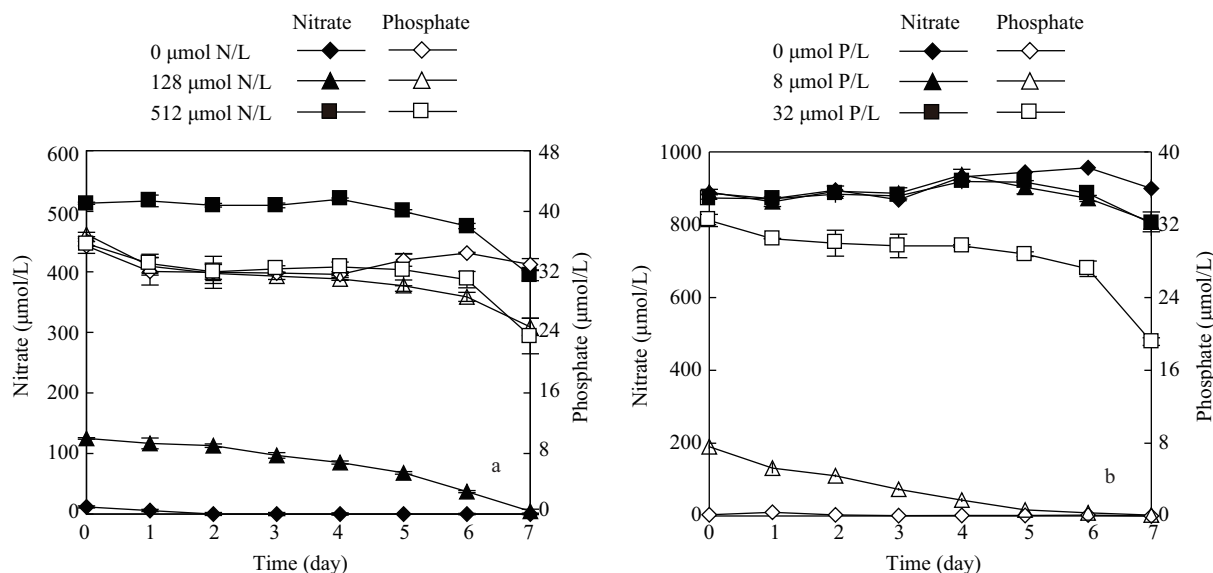 Nitrate Phosphate
0 μmol N/L
128 μmol N/L
512 μmol N/L
600
500
400
300
200
100
0
Nitrate (μmol/L)
48
40
32
24
16
8
0
Phosphate (μmol/L)
a
0 1 2 3 4 5 6 7
Time (day)
Nitrate Phosphate
0 μmol P/L
8 μmol P/L
32 μmol P/L
1000
800
600
400
200
0
Nitrate (μmol/L)
40
32
24
16
8
0
Phosphate (μmol/L)
b
0 1 2 3 4 5 6 7
Time (day)